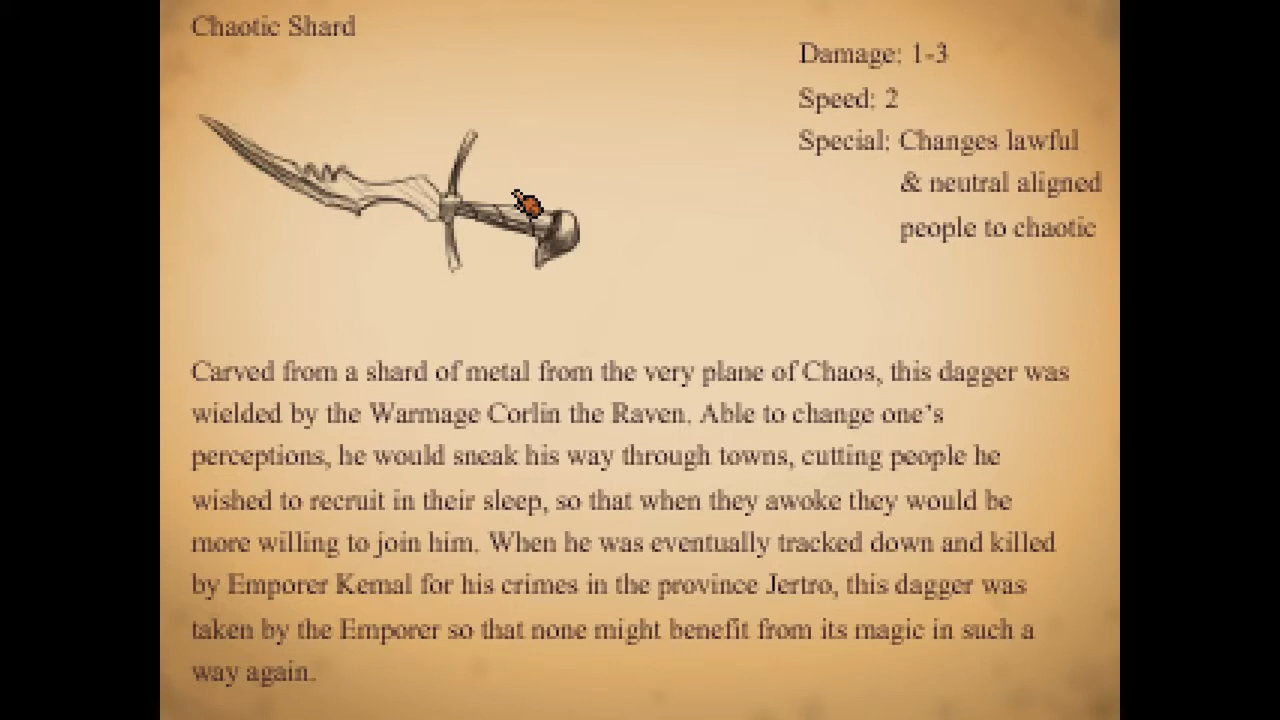 Chaotic Shard
Damage: 1-3
Speed: 2
Special: Changes lawful
& neutral aligned
people to chaotic
Carved from a shard of metal from the very plane of Chaos, this dagger was
wielded by the Warmage Corlin the Raven. Able to change one's
perceptions, he would sneak his way through towns, cutting people he
wished to recruit in their sleep, so that when they awoke they would be
more willing to join him. When he was eventually tracked down and killed
by Emporer Kemal for his crimes in the province Jertro, this dagger was
taken by the Emporer so that none might benefit from its magic in such a
way again.